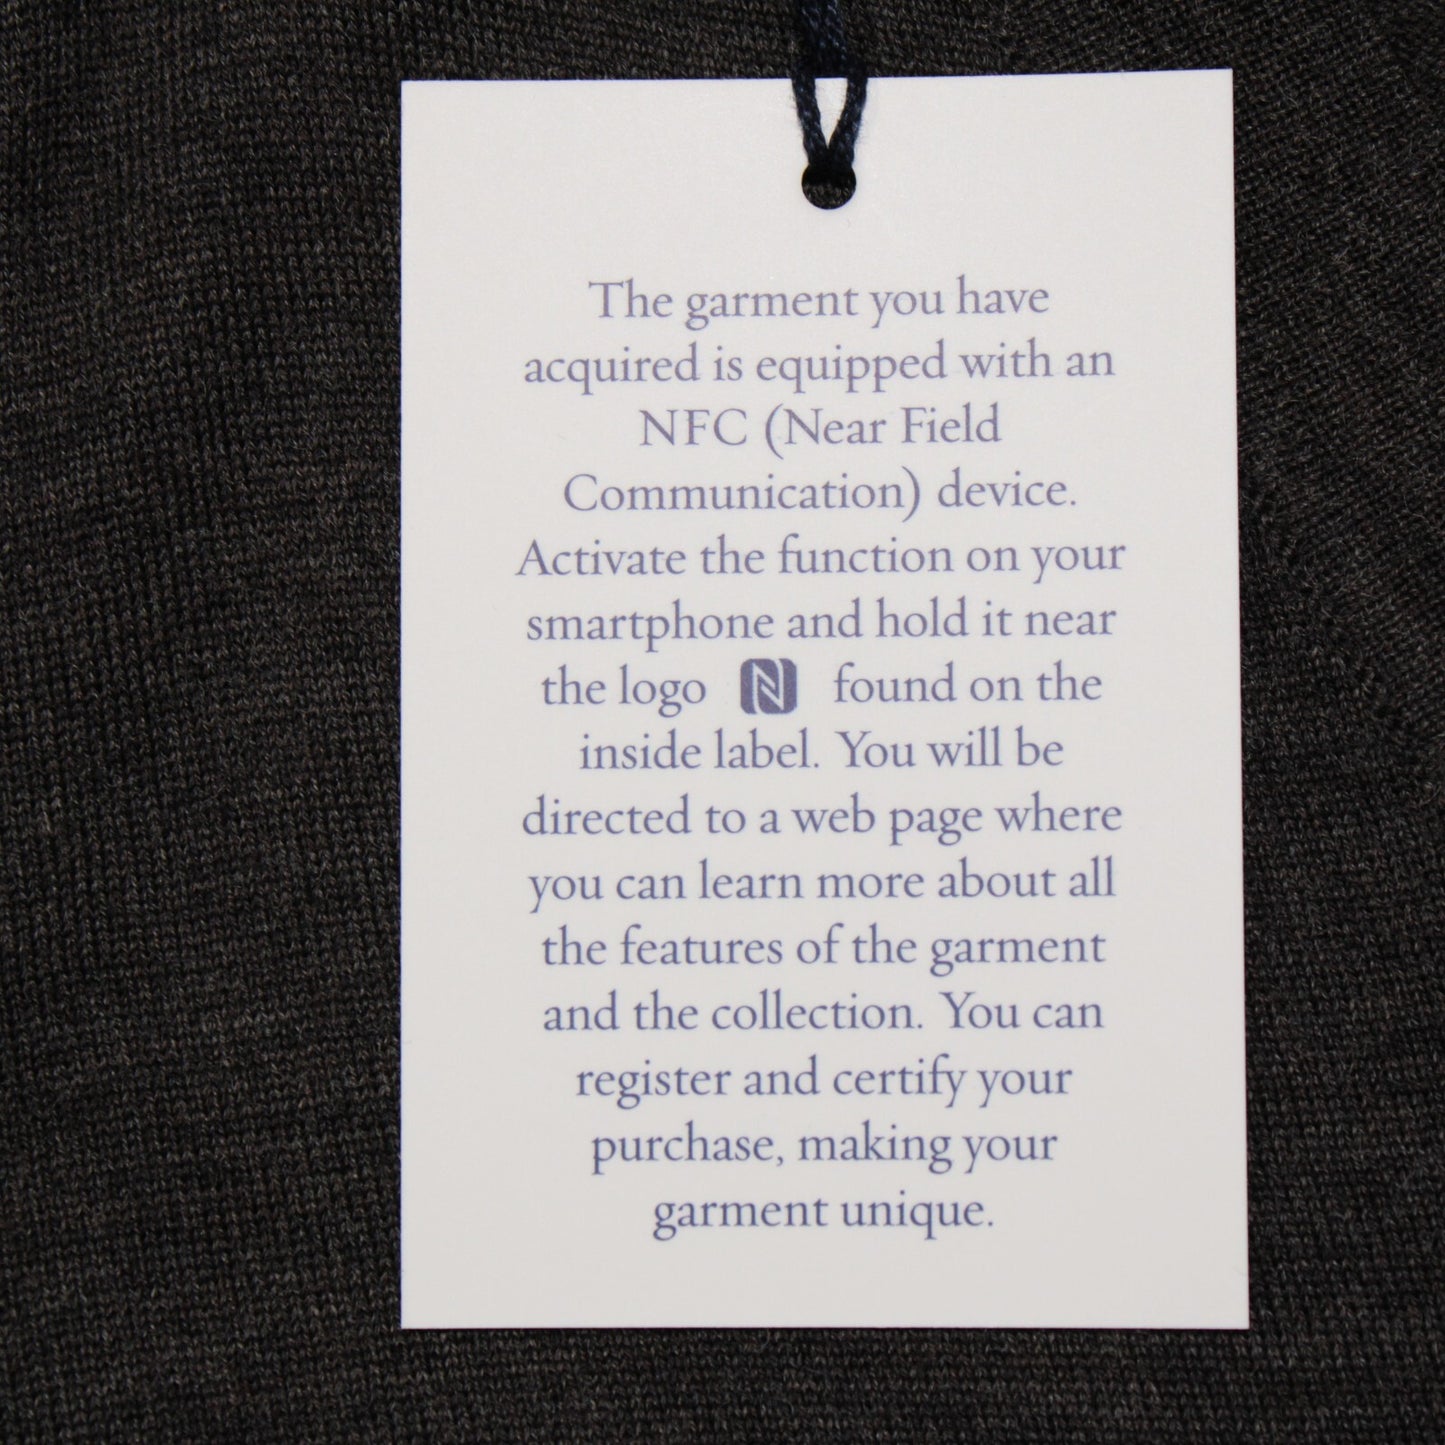 The garment you have
acquired is equipped with an
NFC (Near Field
Communication) device.
Activate the function on your
smartphone and hold it near
the logo N found on the
inside label. You will be
directed to a web page where
you can learn more about all
the features of the garment
and the collection. You can
register and certify your
purchase, making your
garment unique.